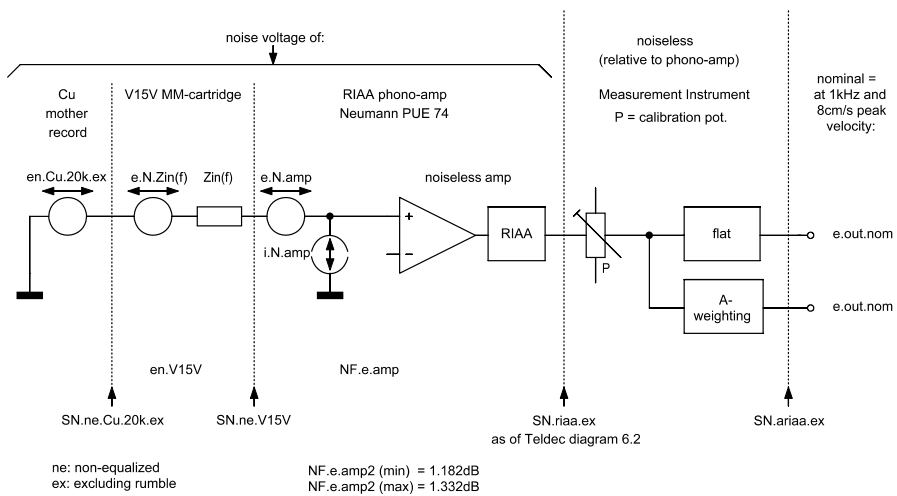 noise voltage of:
noiseless
(relative to phono-amp)
nominal =
at 1kHz and
8cm/s peak
velocity:
Cu
mother
record
V15V MM-cartridge
RIAA phono-amp
Neumann PUE 74
Measurement Instrument
P = calibration pot.
en.Cu.20k.ex
e.N.Zin(f)
Zin(f)
e.N.amp
noiseless amp
i.N.amp
+
−
RIAA
P
flat
e.out.nom
A-
weighting
e.out.nom
en.V15V
NF.e.amp
SN.ne.Cu.20k.ex
SN.ne.V15V
SN.riaa.ex
as of Teldec diagram 6.2
SN.ariaa.ex
ne: non-equalized
ex: excluding rumble
NF.e.amp2 (min) = 1.182dB
NF.e.amp2 (max) = 1.332dB